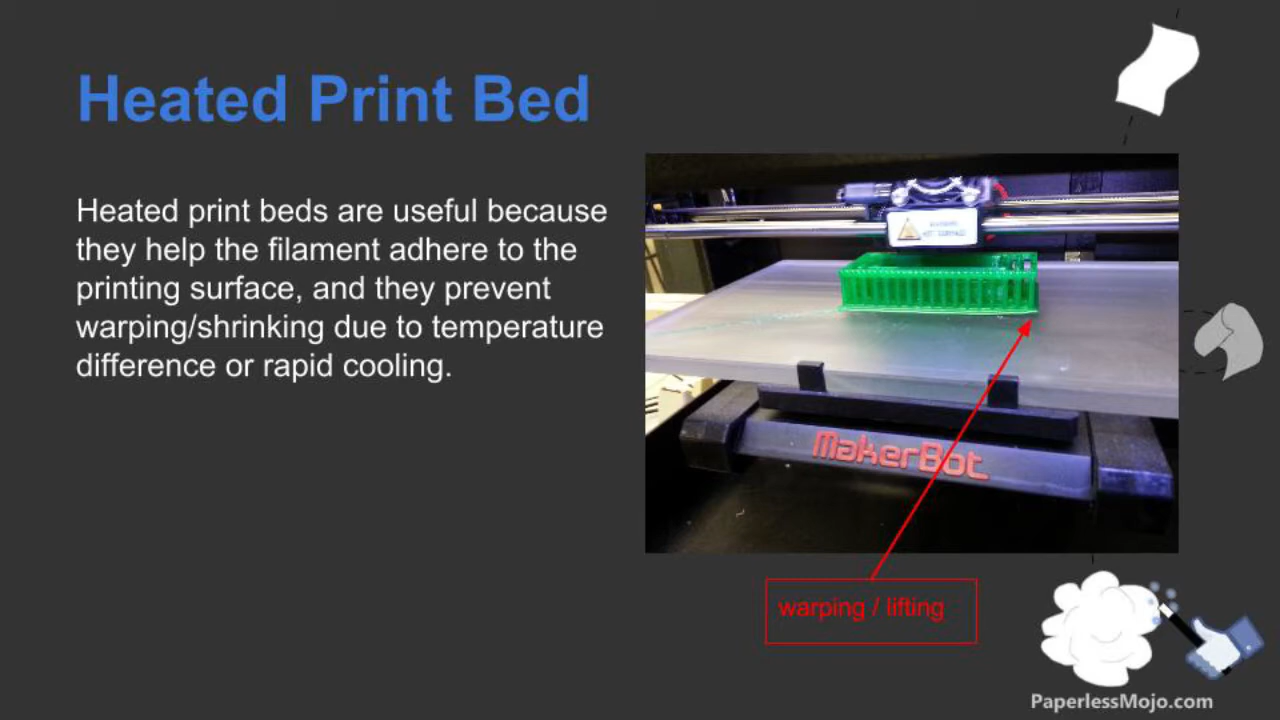 Heated Print Bed
Heated print beds are useful because
they help the filament adhere to the
printing surface, and they prevent
warping/shrinking due to temperature
difference or rapid cooling.
MakerBot
warping / lifting
PaperlessMojo.com